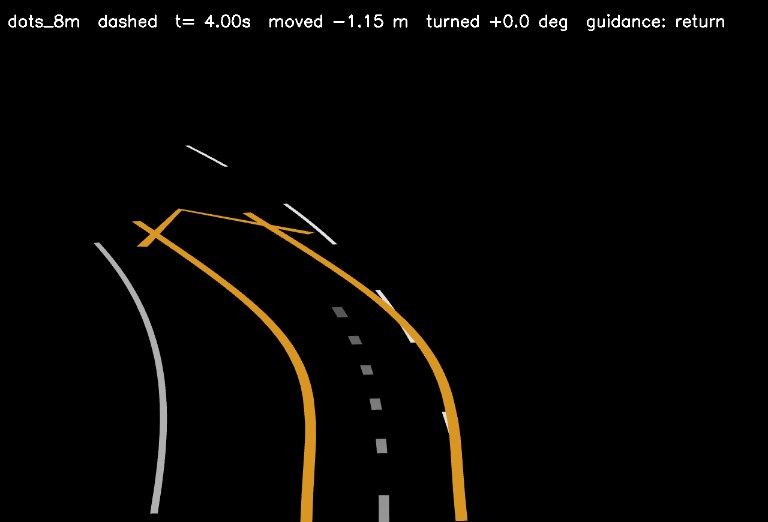 dots_8m dashed t= 4.00s moved −1.15 m turned +0.0 deg guidance: return